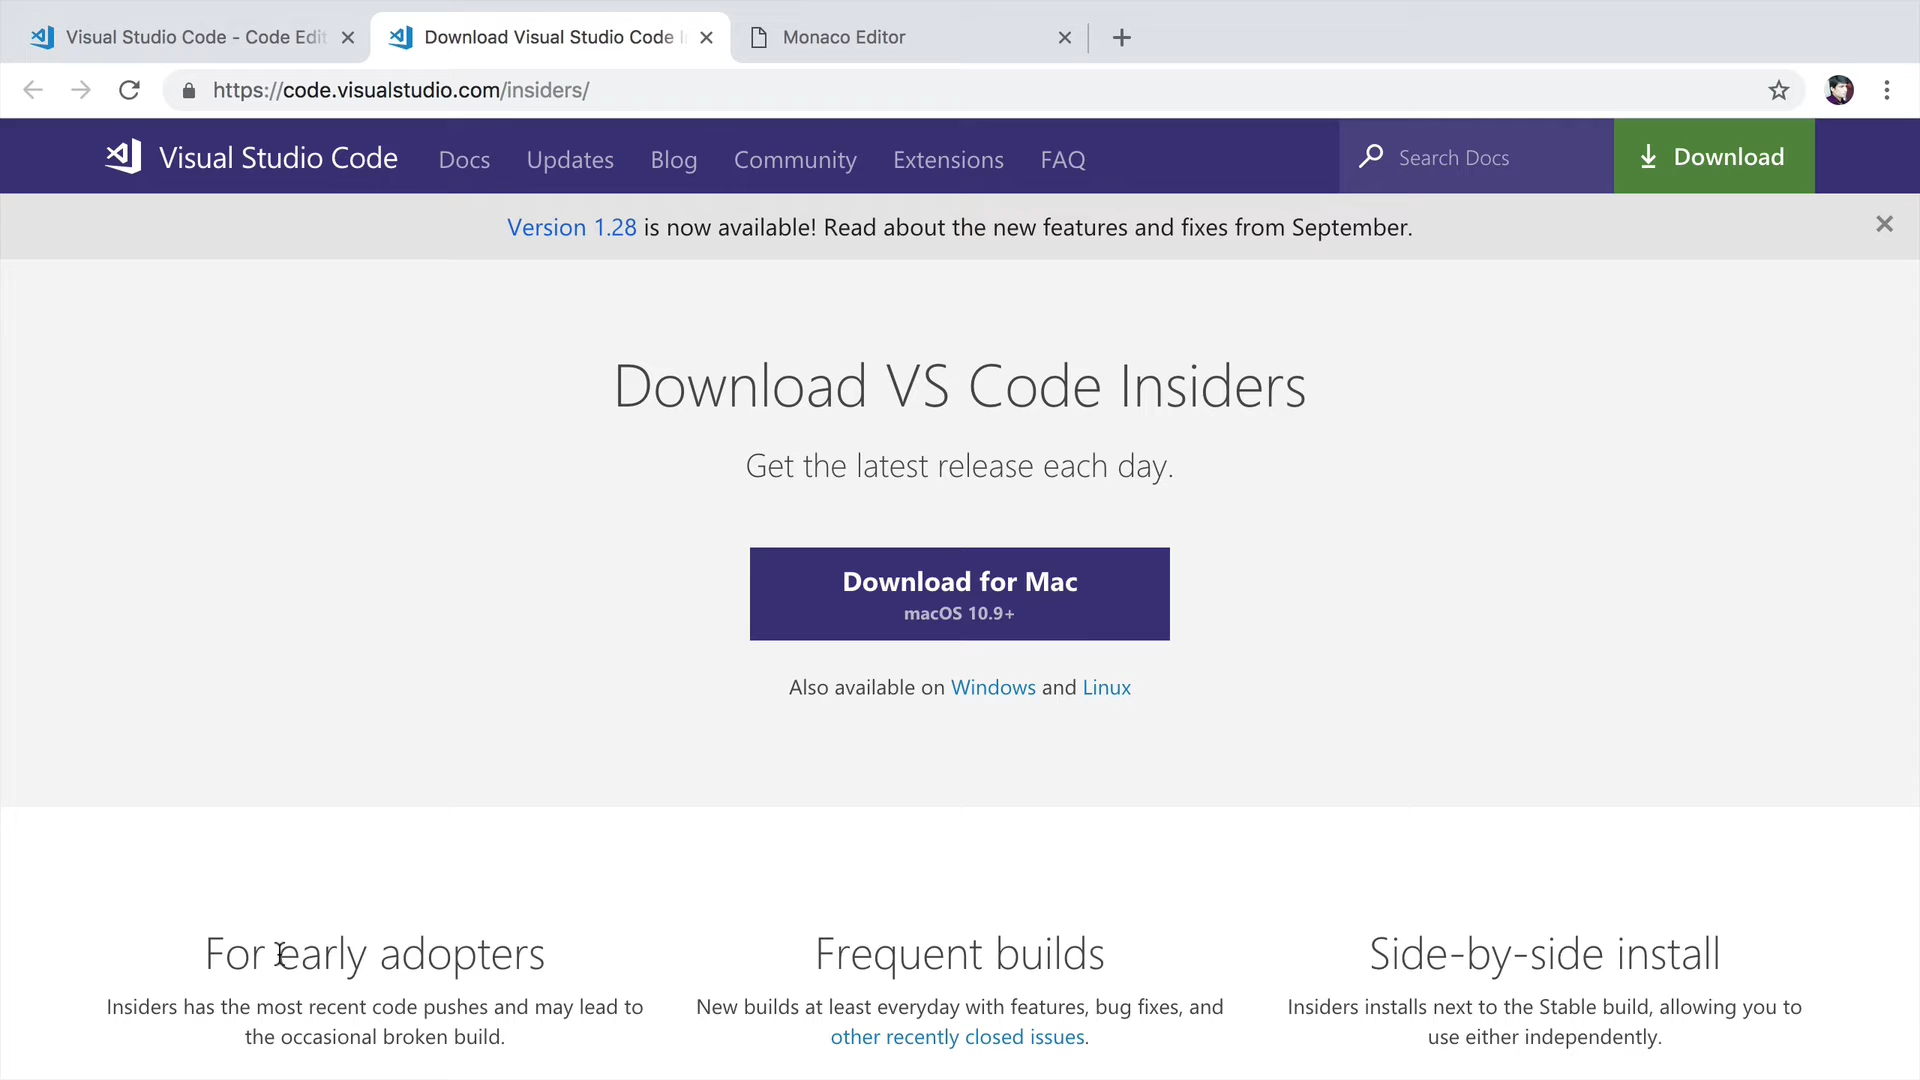 Visual Studio Code - Code Edit
Download Visual Studio Code I
Monaco Editor
https://code.visualstudio.com/insiders/
Visual Studio Code
Docs
Updates
Blog
Community
Extensions
FAQ
Search Docs
Download
Version 1.28 is now available! Read about the new features and fixes from September.
Download VS Code Insiders
Get the latest release each day.
Download for Mac
macOS 10.9+
Also available on Windows and Linux
For early adopters
Insiders has the most recent code pushes and may lead to
the occasional broken build.
Frequent builds
New builds at least everyday with features, bug fixes, and
other recently closed issues.
Side-by-side install
Insiders installs next to the Stable build, allowing you to
use either independently.